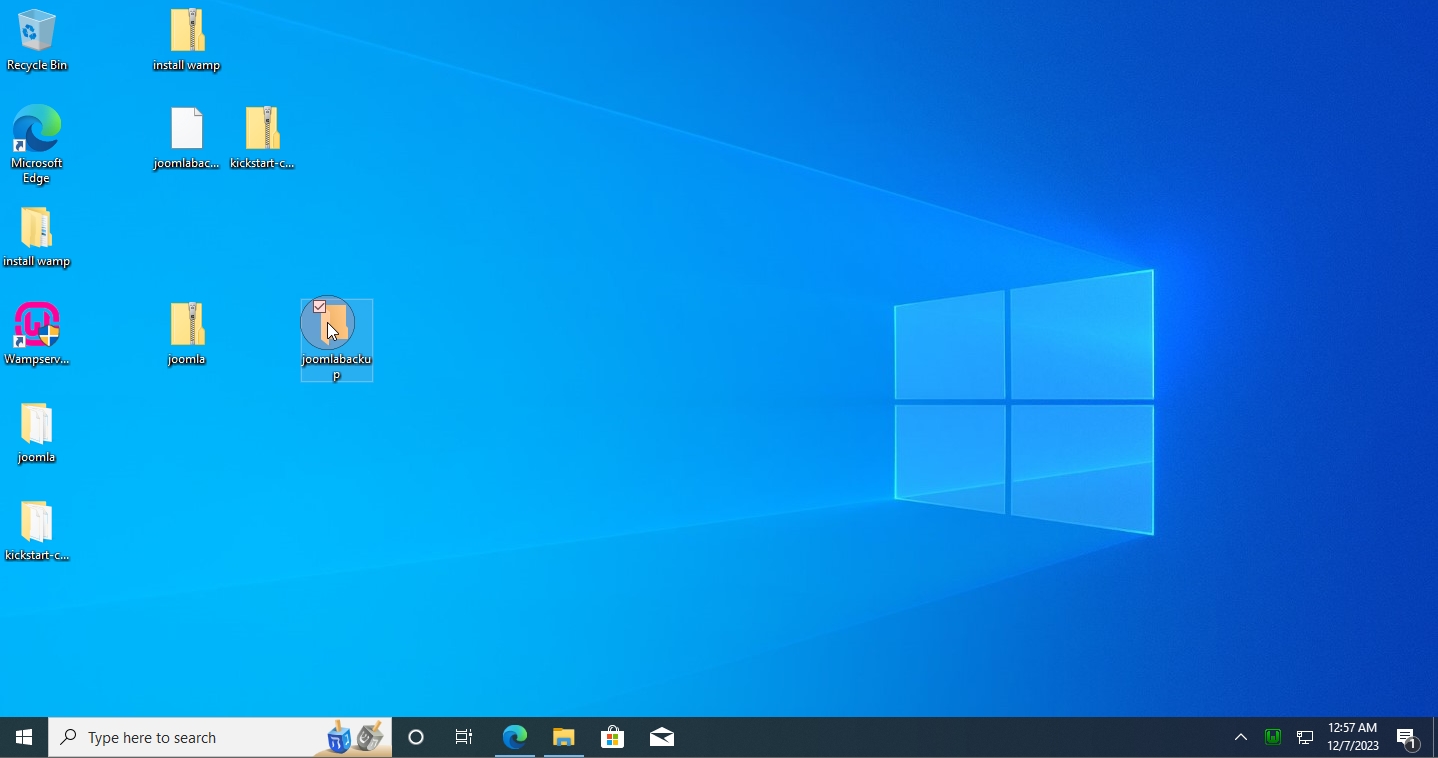 Recycle Bin
install wamp
Microsoft
Edge
joomlabac...
kickstart-c...
install wamp
Wampserv...
joomla
joomlabacku
p
joomla
kickstart-c...
Type here to search
12:57 AM
12/7/2023
1